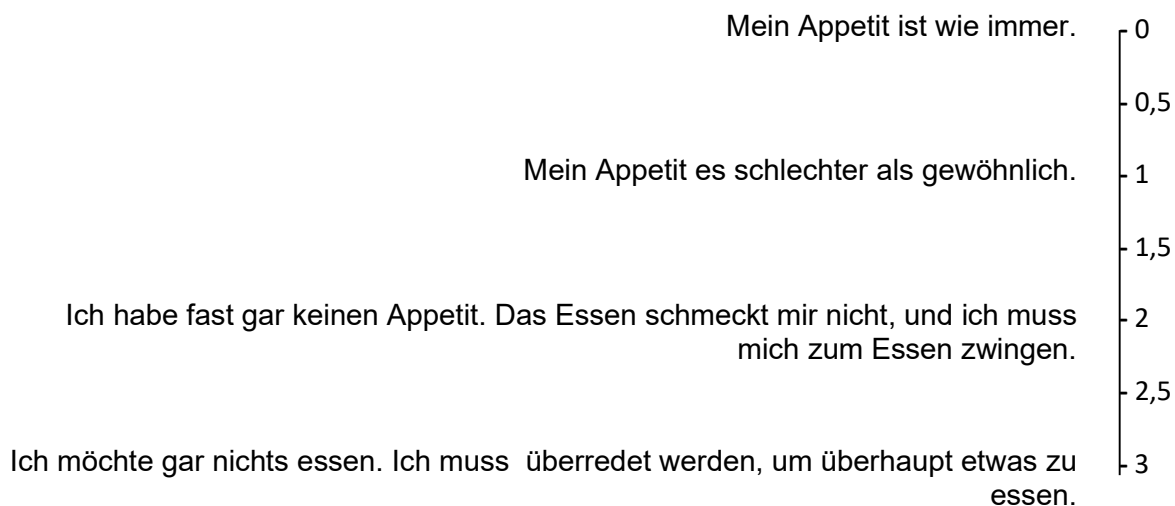 Mein Appetit ist wie immer.
- 0
- 0,5
Mein Appetit es schlechter als gewöhnlich.
- 1
- 1,5
Ich habe fast gar keinen Appetit. Das Essen schmeckt mir nicht, und ich muss
- 2
mich zum Essen zwingen.
- 2,5
Ich möchte gar nichts essen. Ich muss  überredet werden, um überhaupt etwas zu
- 3
essen.